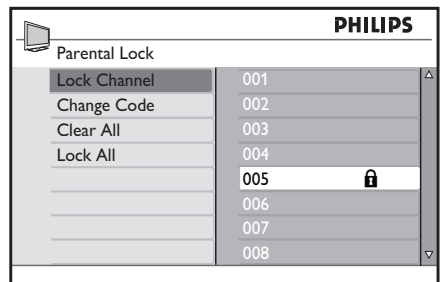 PHILIPS
Parental Lock
Lock Channel 001
Change Code 002
Clear All 003
Lock All 004
005
006
007
008